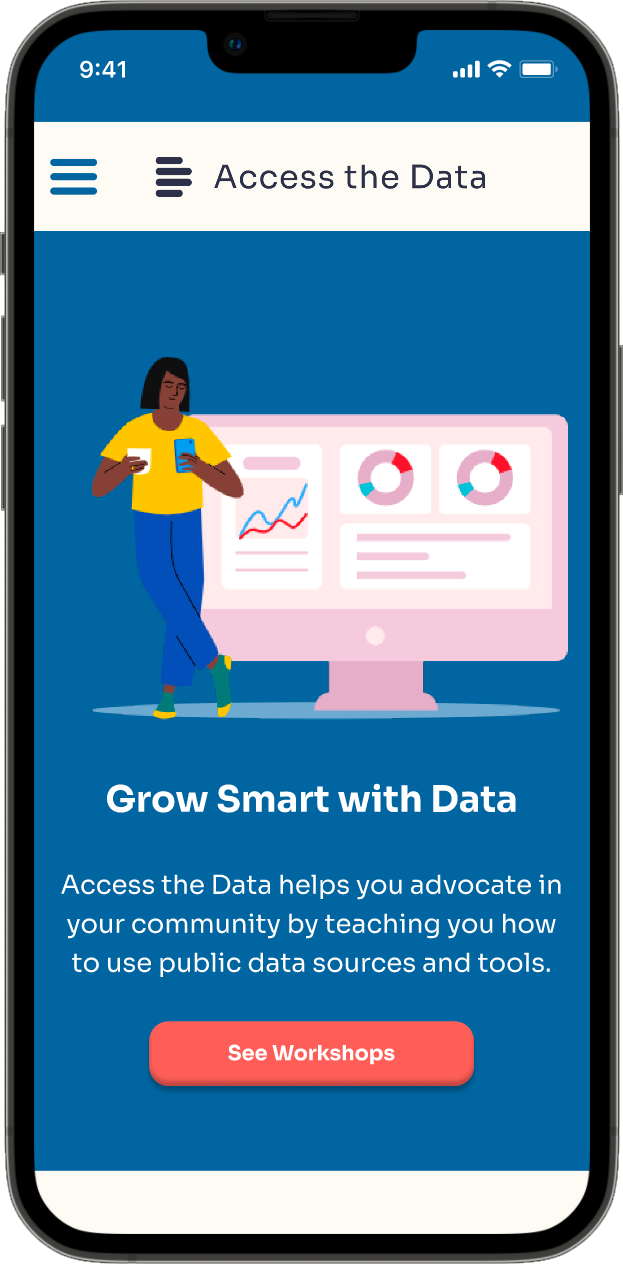 9:41
Access the Data
Grow Smart with Data
Access the Data helps you advocate in
your community by teaching you how
to use public data sources and tools.
See Workshops